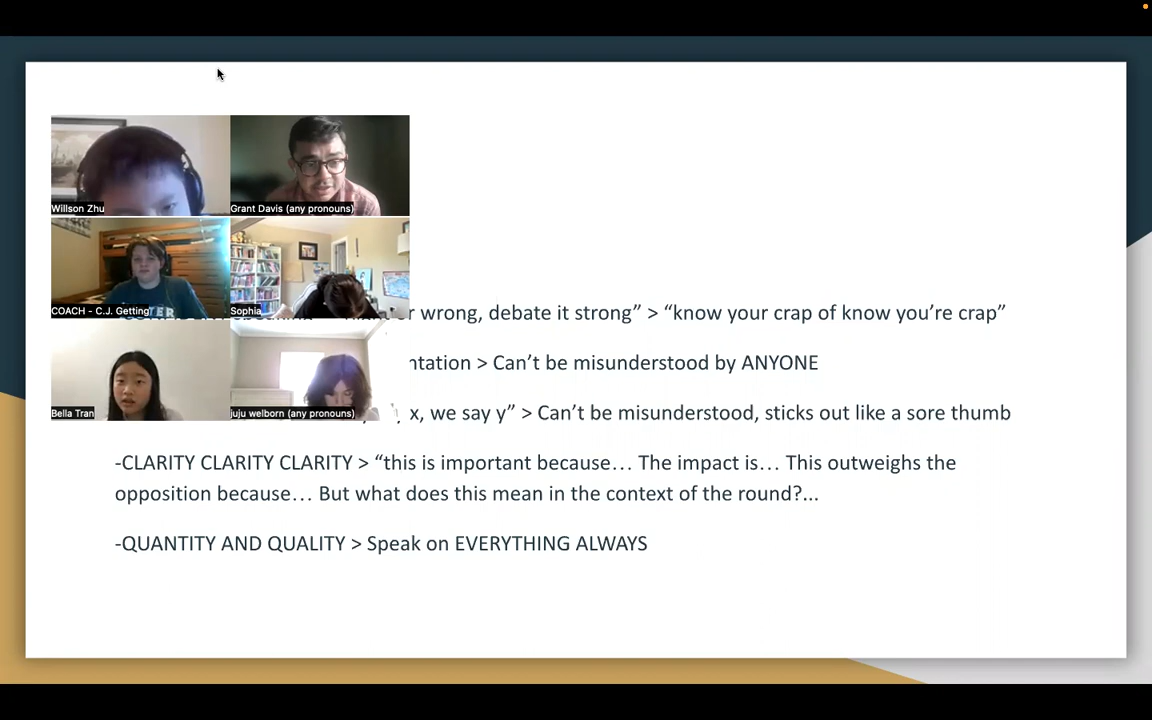 Willson Zhu
Grant Davis (any pronouns)
COACH - C.J. Getting
Sophia
or wrong, debate it strong” > “know your crap of know you’re crap”
ntation > Can’t be misunderstood by ANYONE
Bella Tran
juju welborn (any pronouns)
x, we say y” > Can’t be misunderstood, sticks out like a sore thumb
-CLARITY CLARITY CLARITY > “this is important because… The impact is… This outweighs the
opposition because… But what does this mean in the context of the round?...
-QUANTITY AND QUALITY > Speak on EVERYTHING ALWAYS